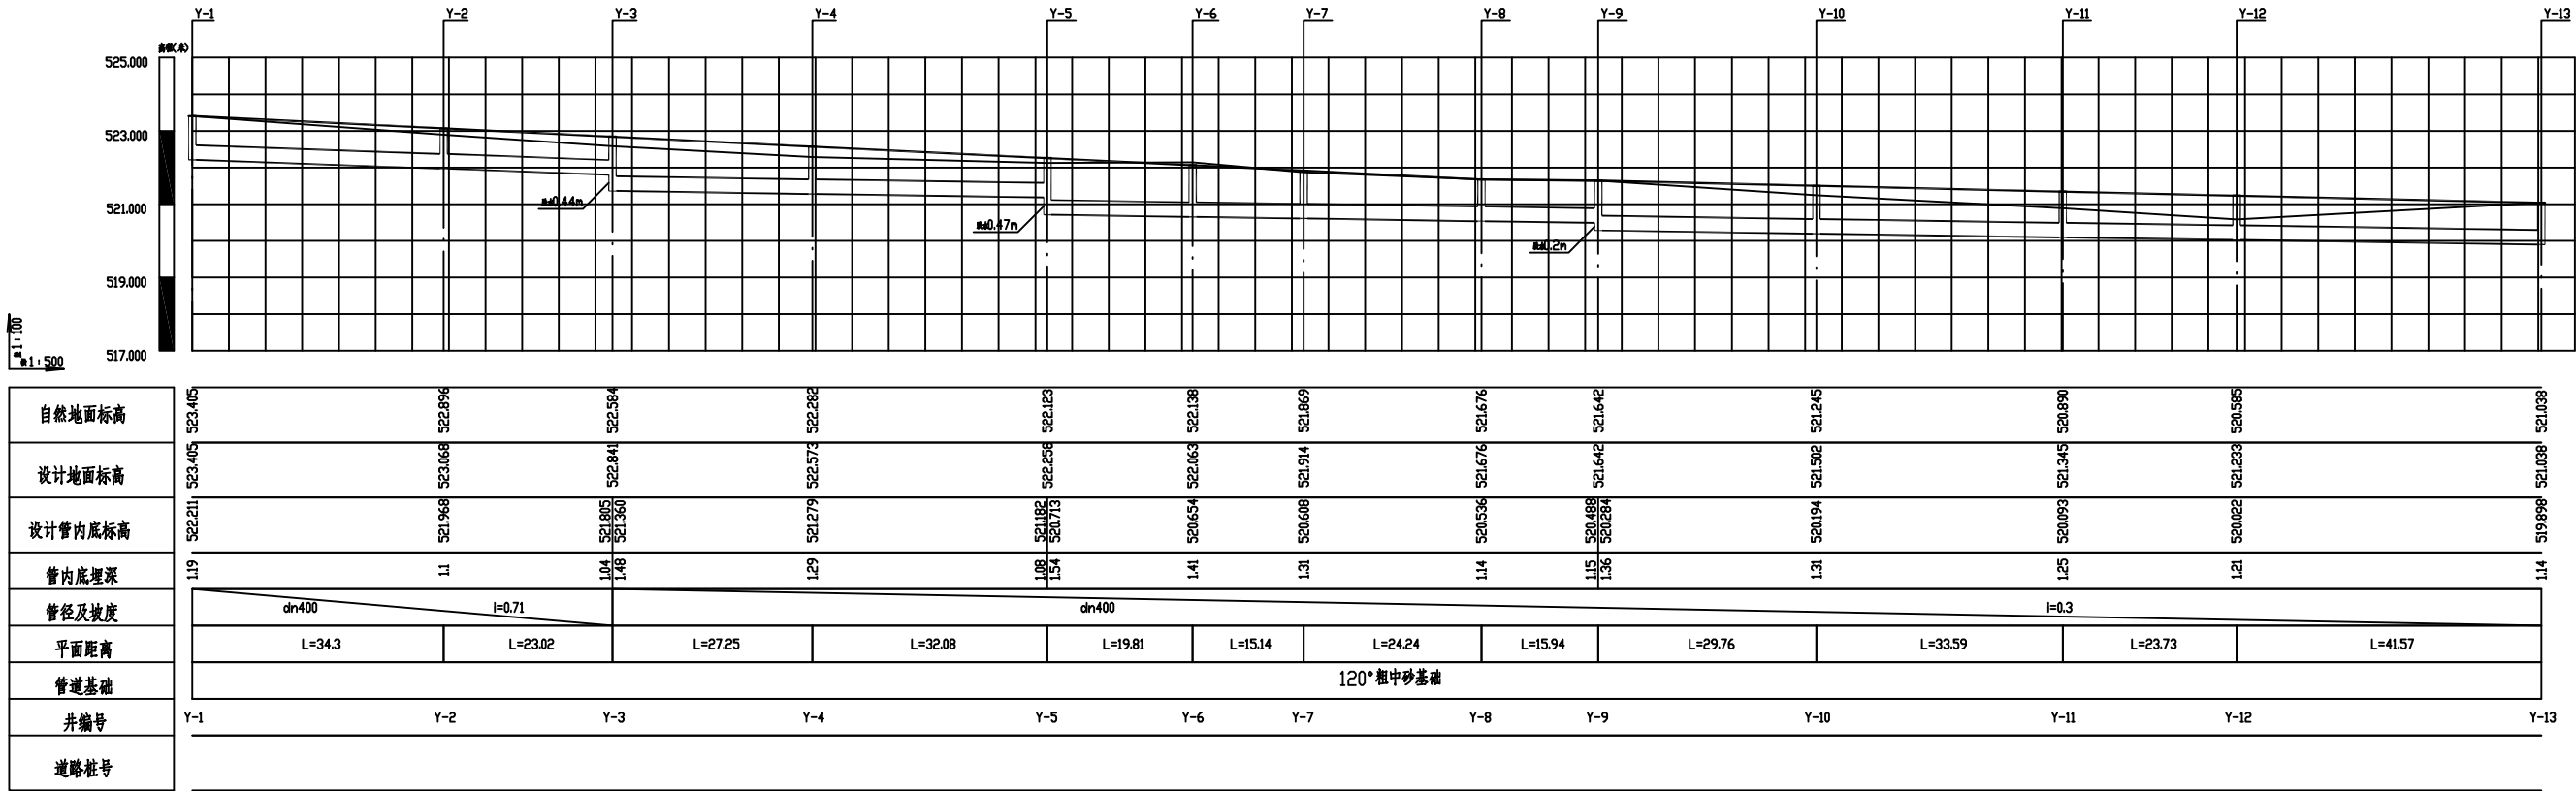 Y-1 Y-2 Y-3 Y-4 Y-5 Y-6 Y-7 Y-8 Y-9 Y-10 Y-11 Y-12 Y-13
525.000
523.000
521.000
519.000
517.000
0.44m
0.47m
0.2m
1:100
1:500
自然地面标高 523.405 522.896 522.584 522.282 522.123 522.138 521.869 521.676 521.642 521.245 520.890 520.585 521.038
设计地面标高 523.405 523.068 522.841 522.573 522.258 522.063 521.914 521.676 521.642 521.502 521.345 521.233 521.038
设计管内底标高 522.211 521.968 521.805 521.360 521.279 521.182 520.713 520.654 520.608 520.536 520.488 520.284 520.194 520.093 520.022 519.898
管内底埋深 1.19 1.1 1.04 1.48 1.29 1.08 1.54 1.41 1.31 1.14 1.15 1.36 1.31 1.25 1.21 1.14
管径及坡度 dn400 i=0.71 dn400 i=0.3
平面距离 L=34.3 L=23.02 L=27.25 L=32.08 L=19.81 L=15.14 L=24.24 L=15.94 L=29.76 L=33.59 L=23.73 L=41.57
管道基础 120°粗中砂基础
井编号 Y-1 Y-2 Y-3 Y-4 Y-5 Y-6 Y-7 Y-8 Y-9 Y-10 Y-11 Y-12 Y-13
道路桩号